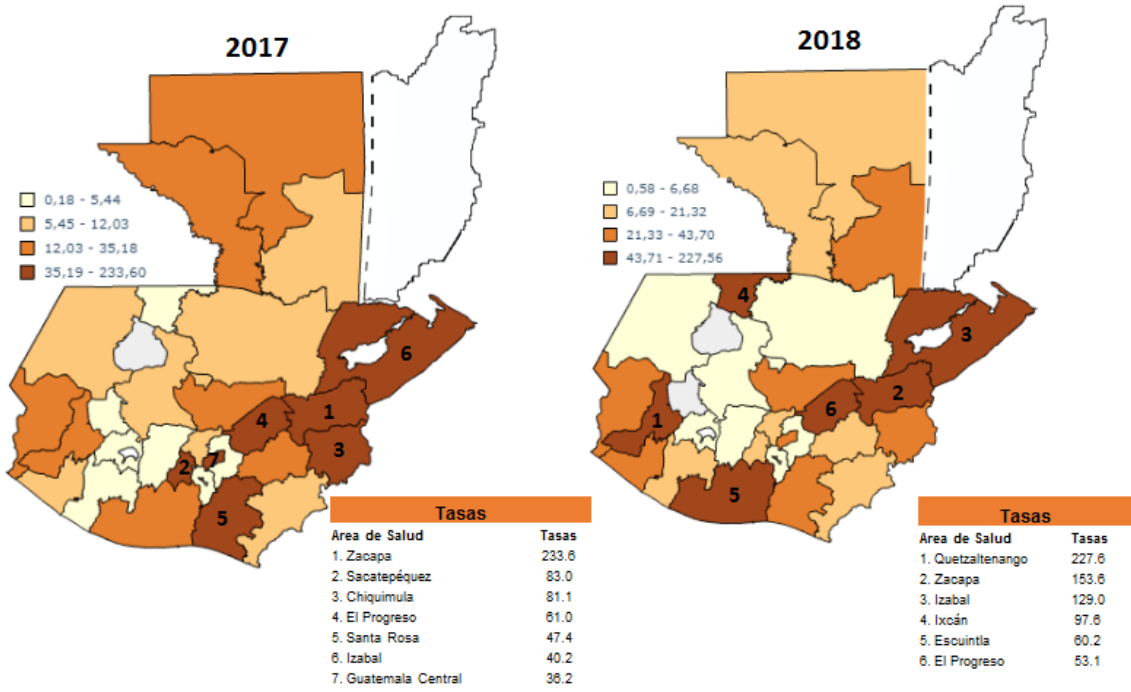 2017
0,18 - 5,44
5,45 - 12,03
12,03 - 35,18
35,19 - 233,60
6
1
4
3
2
7
5
Tasas
Area de Salud Tasas
1. Zacapa 233.6
2. Sacatepéquez 83.0
3. Chiquimula 81.1
4. El Progreso 61.0
5. Santa Rosa 47.4
6. Izabal 40.2
7. Guatemala Central 36.2
2018
0,58 - 6,68
6,69 - 21,32
21,33 - 43,70
43,71 - 227,56
4
3
2
6
1
5
Tasas
Area de Salud Tasas
1. Quetzaltenango 227.6
2. Zacapa 153.6
3. Izabal 129.0
4. Ixcán 97.6
5. Escuintla 60.2
6. El Progreso 53.1